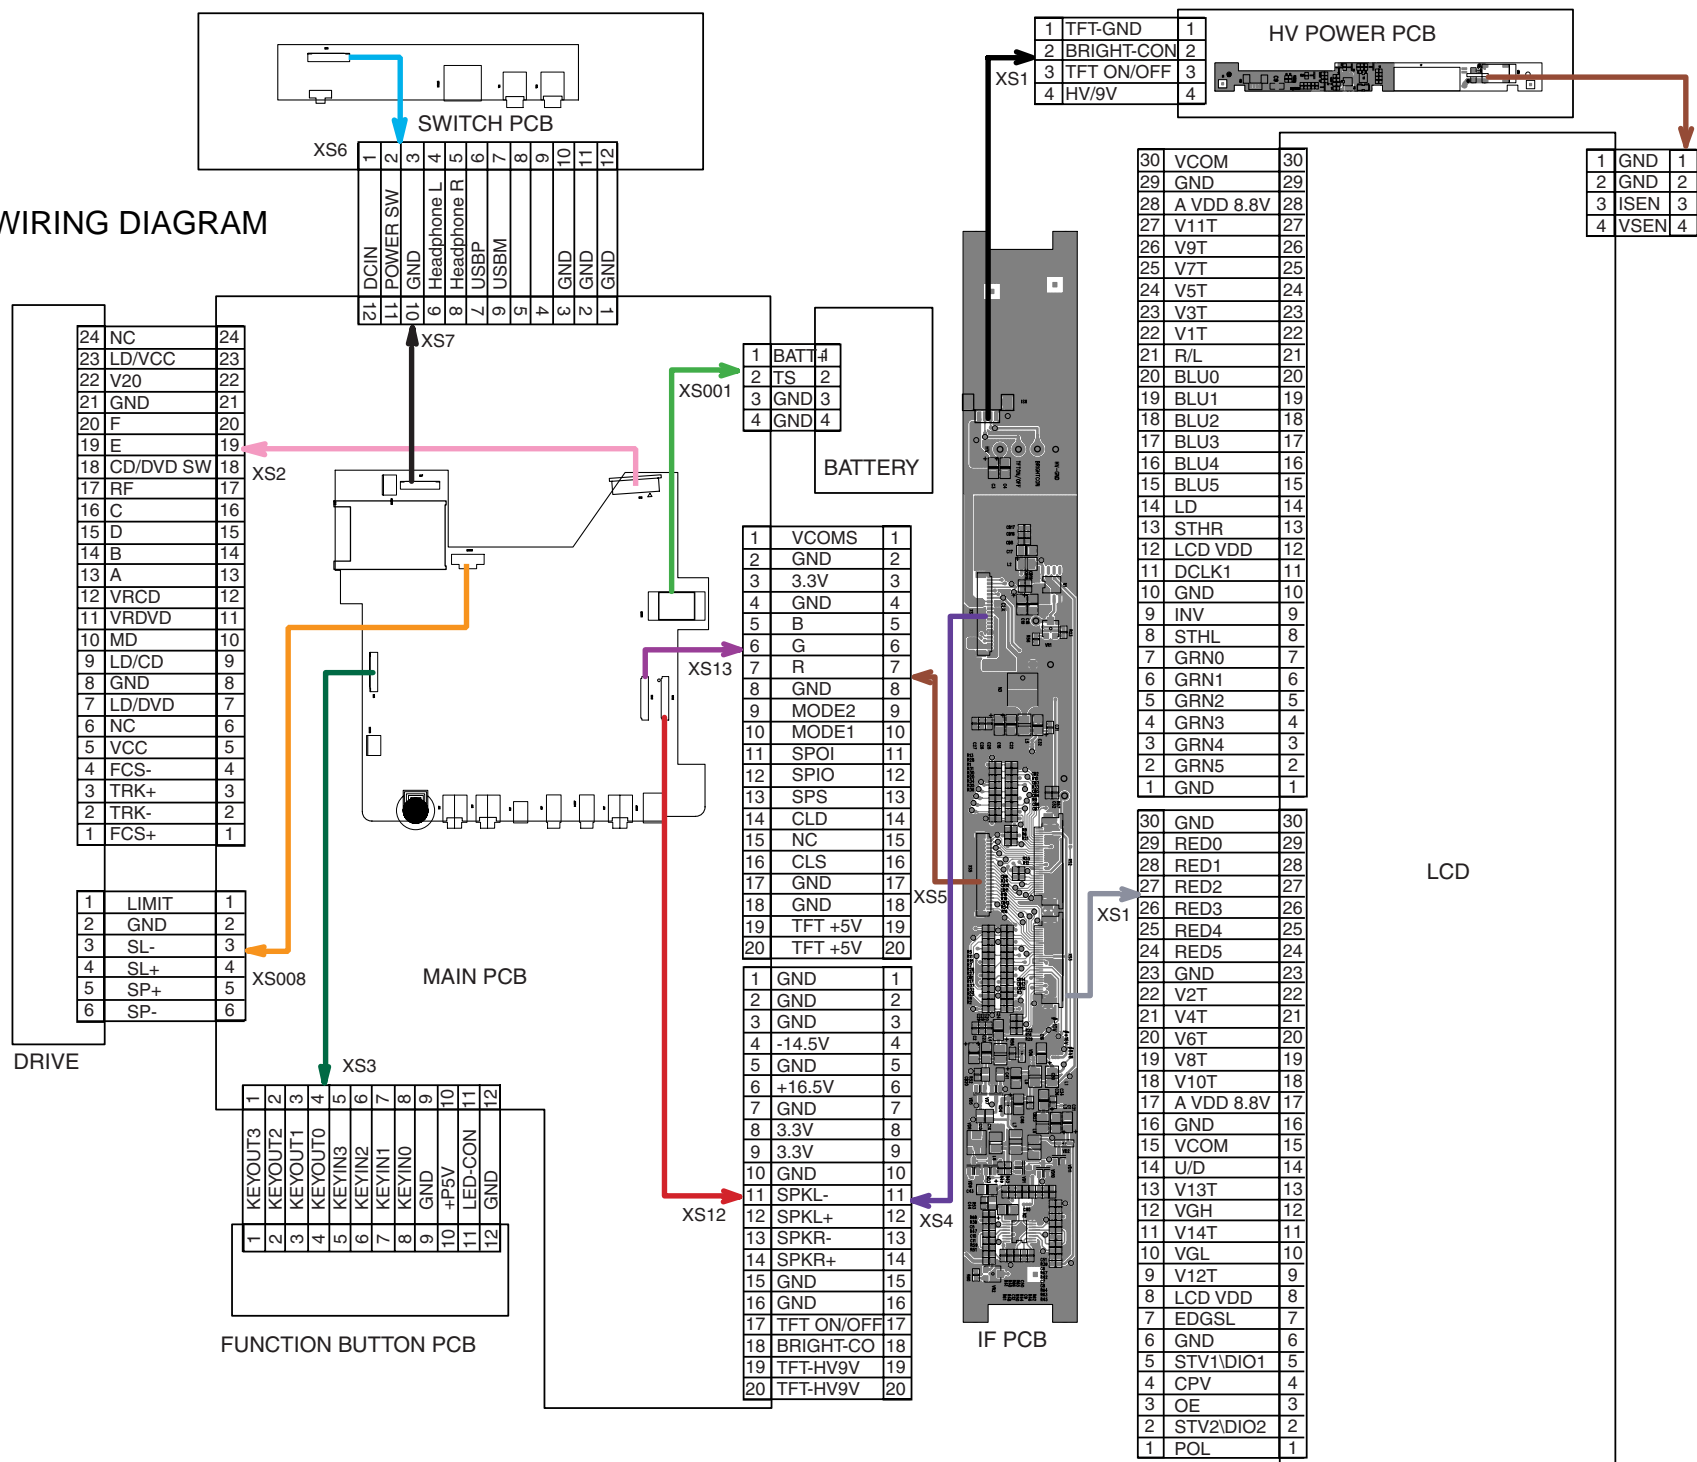 WIRING DIAGRAM
SWITCH PCB
XS6
1 2 3 4 5 6 7 8 9 10 11 12
DCIN
POWER SW
GND
Headphone L
Headphone R
USBP
USBM
GND
GND
GND
12 11 10 9 8 7 6 5 4 3 2 1
XS7
1 TFT-GND 1
2 BRIGHT-CON 2
3 TFT ON/OFF 3
4 HV/9V 4
XS1
HV POWER PCB
1 GND 1
2 GND 2
3 ISEN 3
4 VSEN 4
24 NC 24
23 LD/VCC 23
22 V20 22
21 GND 21
20 F 20
19 E 19
18 CD/DVD SW 18
17 RF 17
16 C 16
15 D 15
14 B 14
13 A 13
12 VRCD 12
11 VRDVD 11
10 MD 10
9 LD/CD 9
8 GND 8
7 LD/DVD 7
6 NC 6
5 VCC 5
4 FCS- 4
3 TRK+ 3
2 TRK- 2
1 FCS+ 1
XS2
1 LIMIT 1
2 GND 2
3 SL- 3
4 SL+ 4
5 SP+ 5
6 SP- 6
XS008
DRIVE
MAIN PCB
XS3
1 KEYOUT3 1
2 KEYOUT2 2
3 KEYOUT1 3
4 KEYOUT0 4
5 KEYIN3 5
6 KEYIN2 6
7 KEYIN1 7
8 KEYIN0 8
9 GND 9
10 +P5V 10
11 LED-CON 11
12 GND 12
FUNCTION BUTTON PCB
XS001
1 BATT+ 1
2 TS 2
3 GND 3
4 GND 4
BATTERY
XS13
1 VCOMS 1
2 GND 2
3 3.3V 3
4 GND 4
5 B 5
6 G 6
7 R 7
8 GND 8
9 MODE2 9
10 MODE1 10
11 SPOI 11
12 SPIO 12
13 SPS 13
14 CLD 14
15 NC 15
16 CLS 16
17 GND 17
18 GND 18
19 TFT +5V 19
20 TFT +5V 20
XS5
1 GND 1
2 GND 2
3 GND 3
4 -14.5V 4
5 GND 5
6 +16.5V 6
7 GND 7
8 3.3V 8
9 3.3V 9
10 GND 10
11 SPKL- 11
12 SPKL+ 12
13 SPKR- 13
14 SPKR+ 14
15 GND 15
16 GND 16
17 TFT ON/OFF 17
18 BRIGHT-CO 18
19 TFT-HV9V 19
20 TFT-HV9V 20
XS12
XS4
IF PCB
30 VCOM 30
29 GND 29
28 A VDD 8.8V 28
27 V11T 27
26 V9T 26
25 V7T 25
24 V5T 24
23 V3T 23
22 V1T 22
21 R/L 21
20 BLU0 20
19 BLU1 19
18 BLU2 18
17 BLU3 17
16 BLU4 16
15 BLU5 15
14 LD 14
13 STHR 13
12 LCD VDD 12
11 DCLK1 11
10 GND 10
9 INV 9
8 STHL 8
7 GRN0 7
6 GRN1 6
5 GRN2 5
4 GRN3 4
3 GRN4 3
2 GRN5 2
1 GND 1
30 GND 30
29 RED0 29
28 RED1 28
27 RED2 27
26 RED3 26
25 RED4 25
24 RED5 24
23 GND 23
22 V2T 22
21 V4T 21
20 V6T 20
19 V8T 19
18 V10T 18
17 A VDD 8.8V 17
16 GND 16
15 VCOM 15
14 U/D 14
13 V13T 13
12 VGH 12
11 V14T 11
10 VGL 10
9 V12T 9
8 LCD VDD 8
7 EDGSL 7
6 GND 6
5 STV1\DIO1 5
4 CPV 4
3 OE 3
2 STV2\DIO2 2
1 POL 1
XS1
LCD